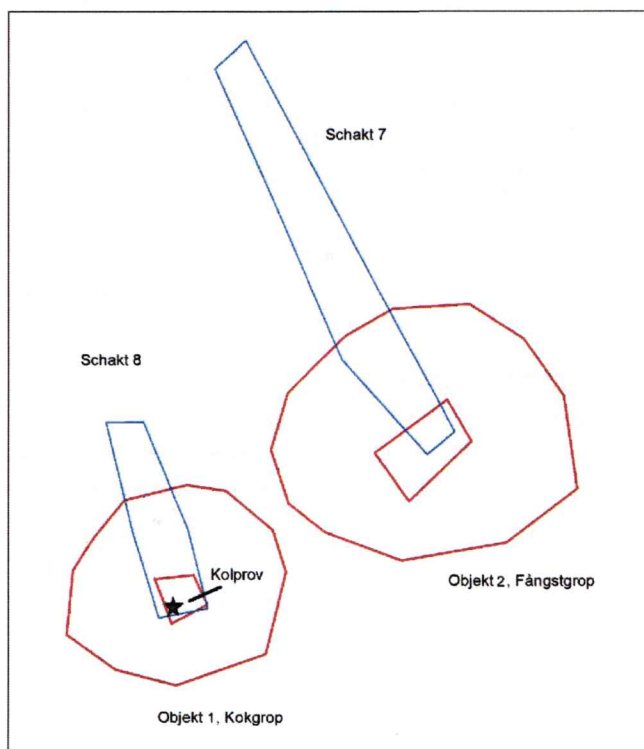 Schakt 7
Schakt 8
Kolprov
Objekt 2, Fångstgrop
Objekt 1, Kokgrop